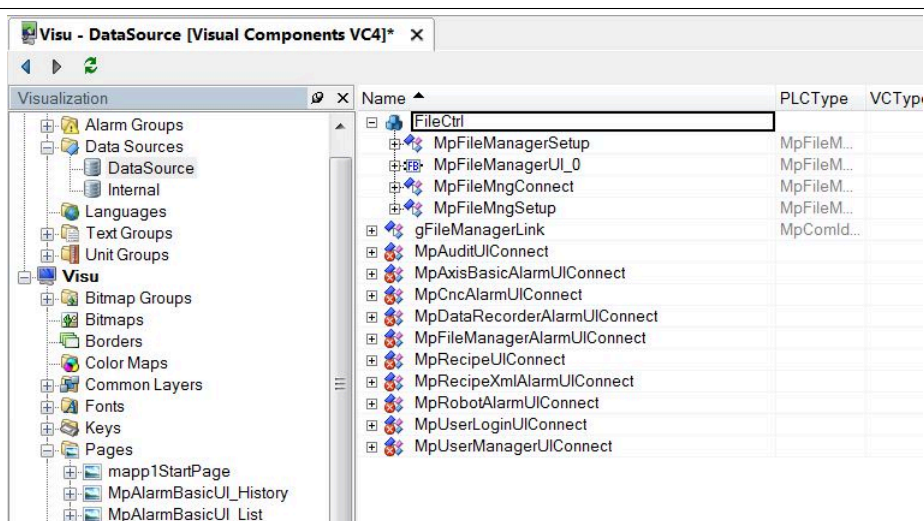 Visu - DataSource [Visual Components VC4]*
Visualization
Alarm Groups
Data Sources
DataSource
Internal
Languages
Text Groups
Unit Groups
Visu
Bitmap Groups
Bitmaps
Borders
Color Maps
Common Layers
Fonts
Keys
Pages
mapp1StartPage
MpAlarmBasicUI_History
MpAlarmBasicUI_List
Name PLCType VCType
FileCtrl
MpFileManagerSetup MpFileM...
FB MpFileManagerUI_0 MpFileM...
MpFileMngConnect MpFileM...
MpFileMngSetup MpFileM...
gFileManagerLink MpComId...
MpAuditUIConnect
MpAxisBasicAlarmUIConnect
MpCncAlarmUIConnect
MpDataRecorderAlarmUIConnect
MpFileManagerAlarmUIConnect
MpRecipeUIConnect
MpRecipeXmlAlarmUIConnect
MpRobotAlarmUIConnect
MpUserLoginUIConnect
MpUserManagerUIConnect